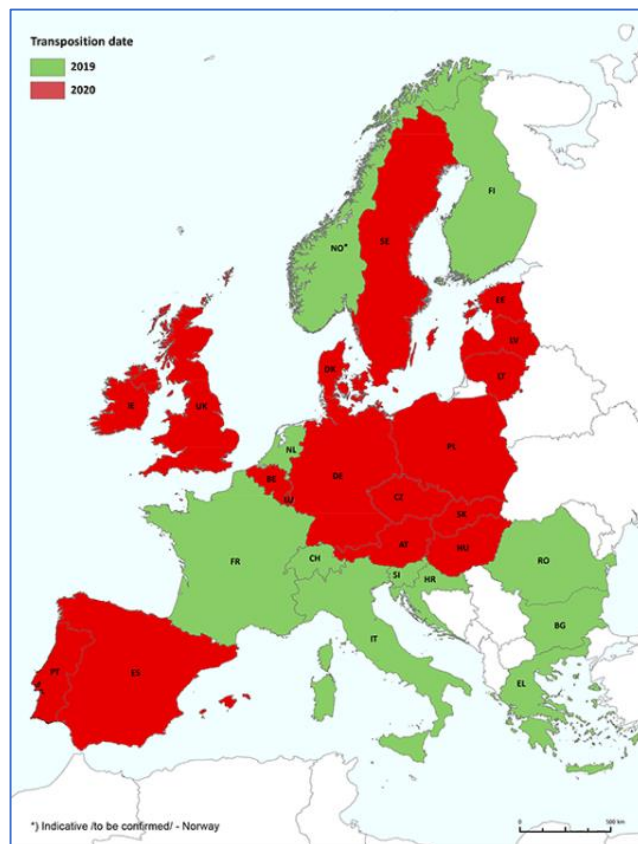 Transposition date
2019
2020
FI
NO*
SE
EE
LV
LT
DK
IE
UK
NL
BE
LU
DE
PL
CZ
SK
AT
HU
FR
CH
SI
HR
RO
IT
BG
EL
PT
ES
*) Indicative /to be confirmed/ - Norway
0
500 km